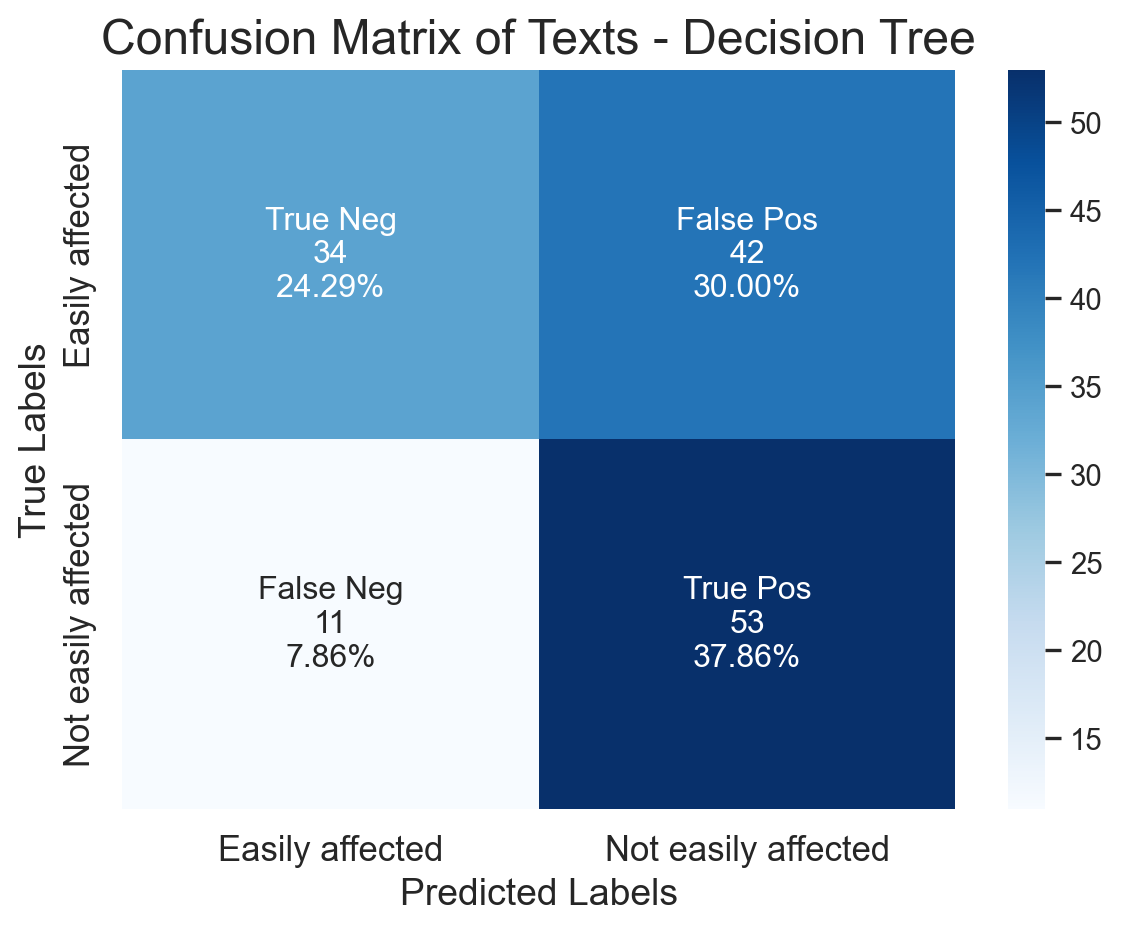 Confusion Matrix of Texts - Decision Tree
True Labels
Easily affected
Not easily affected
True Neg
34
24.29%
False Pos
42
30.00%
False Neg
11
7.86%
True Pos
53
37.86%
50
45
40
35
30
25
20
15
Easily affected
Not easily affected
Predicted Labels